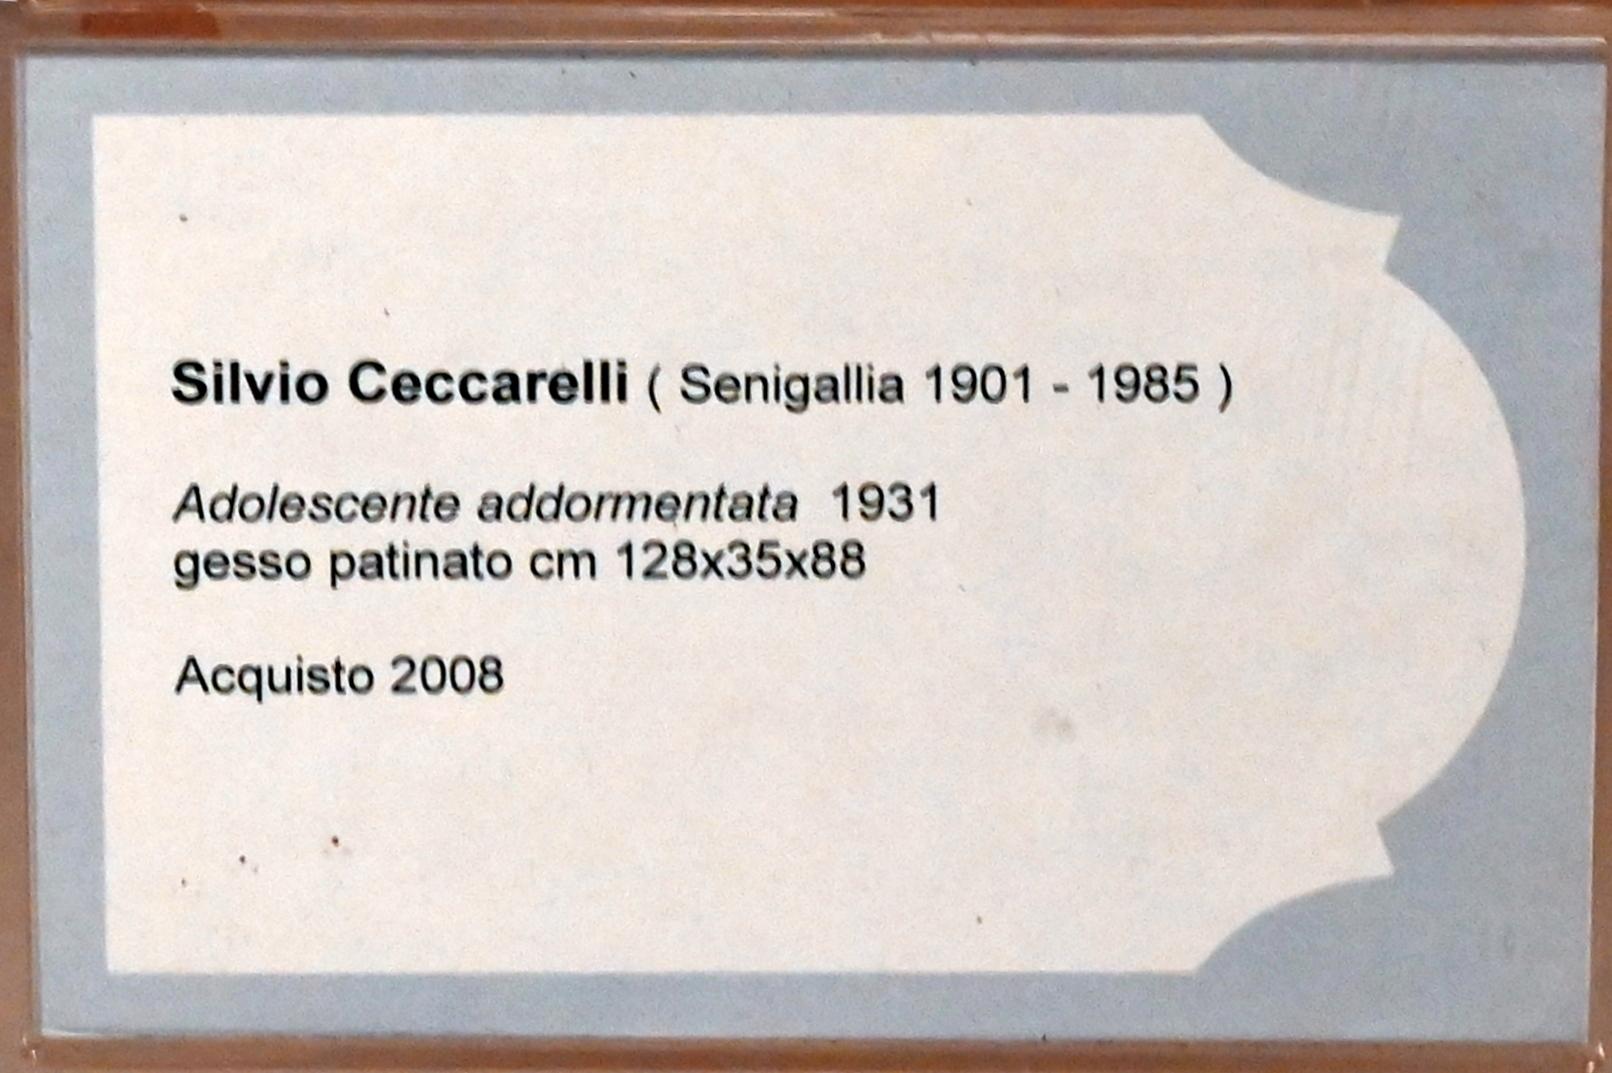 Silvio Ceccarelli ( Senigallia 1901 - 1985 )
Adolescente addormentata 1931
gesso patinato cm 128x35x88
Acquisto 2008